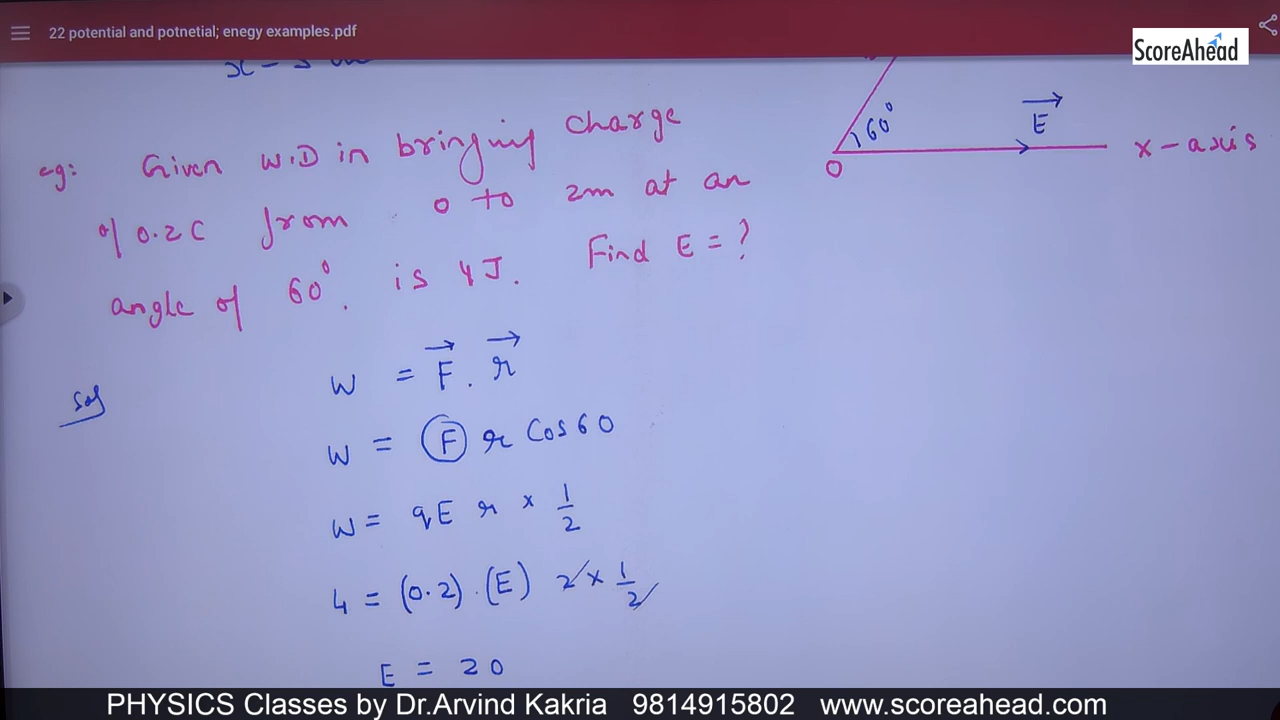 22 potential and potnetial; enegy examples.pdf
ScoreAhead
60°
E
O
x-axis
eg: Given W.D in bringing charge
of 0.2C from 0 to 2m at an
angle of 60°. is 4J. Find E = ?
Sol
W = F . r
W = F r Cos60
W = qE r × 1/2
4 = (0.2).(E) 2 × 1/2
E = 20
PHYSICS Classes by Dr.Arvind Kakria 9814915802 www.scoreahead.com